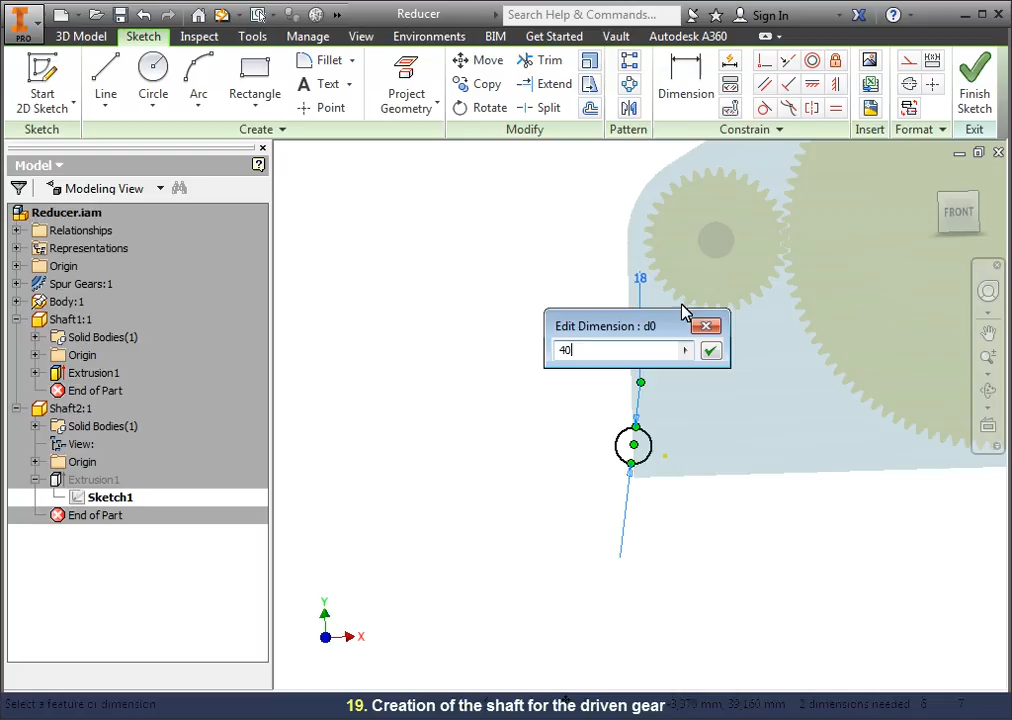 Reducer
Search Help & Commands...
Sign In
PRO
3D Model
Sketch
Inspect
Tools
Manage
View
Environments
BIM
Get Started
Vault
Autodesk A360
Start
2D Sketch
Line
Circle
Arc
Rectangle
Fillet
Text
Point
Project
Geometry
Move
Copy
Rotate
Trim
Extend
Split
Dimension
Finish
Sketch
Sketch
Create
Modify
Pattern
Constrain
Insert
Format
Exit
Model
Modeling View
Reducer.iam
Relationships
Representations
Origin
Spur Gears:1
Body:1
Shaft1:1
Solid Bodies(1)
Origin
Extrusion1
End of Part
Shaft2:1
Solid Bodies(1)
View:
Origin
Extrusion1
Sketch1
End of Part
FRONT
18
Edit Dimension : d0
40
Y
X
Select a feature or dimension
19. Creation of the shaft for the driven gear
2 dimensions needed
6
7